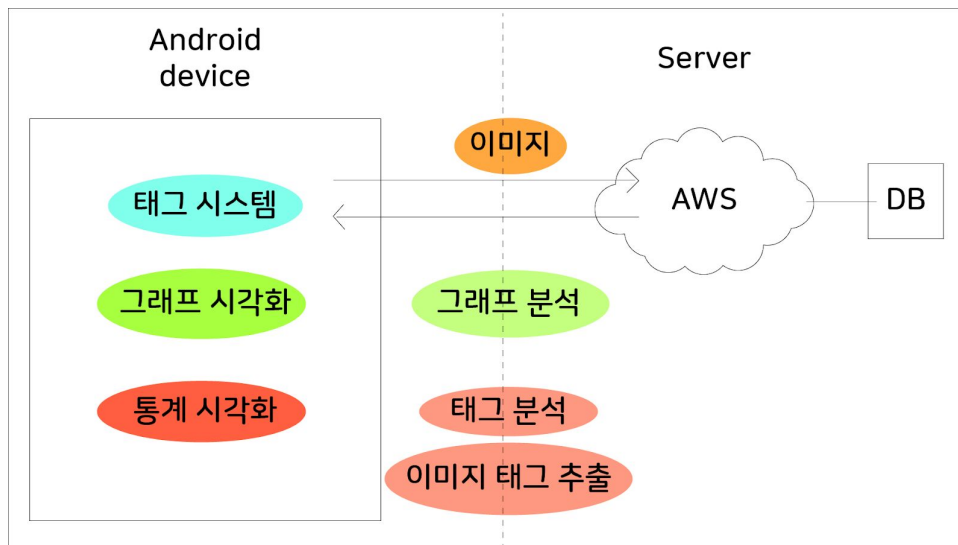 Android
device
Server
이미지
태그 시스템
AWS
DB
그래프 시각화
그래프 분석
통계 시각화
태그 분석
이미지 태그 추출